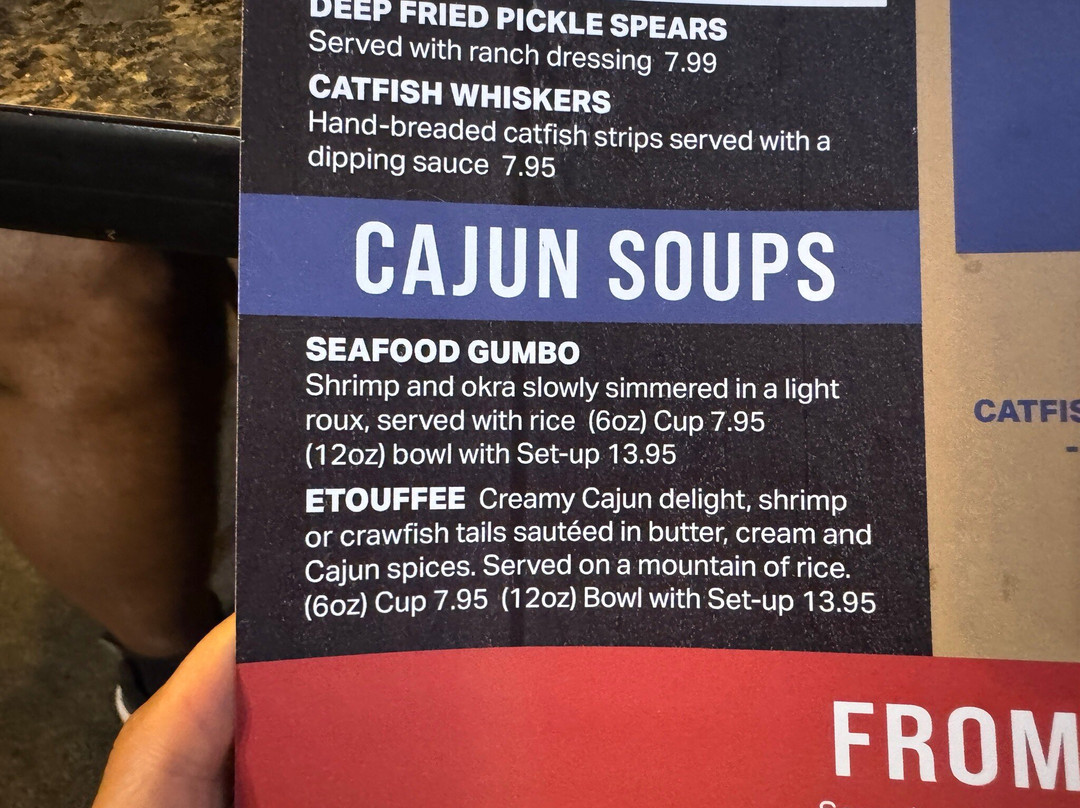 DEEP FRIED PICKLE SPEARS
Served with ranch dressing 7.99
CATFISH WHISKERS
Hand-breaded catfish strips served with a
dipping sauce 7.95
CAJUN SOUPS
SEAFOOD GUMBO
Shrimp and okra slowly simmered in a light
roux, served with rice (6oz) Cup 7.95
(12oz) bowl with Set-up 13.95
ETOUFFEE Creamy Cajun delight, shrimp
or crawfish tails sautéed in butter, cream and
Cajun spices. Served on a mountain of rice.
(6oz) Cup 7.95 (12oz) Bowl with Set-up 13.95
FROM